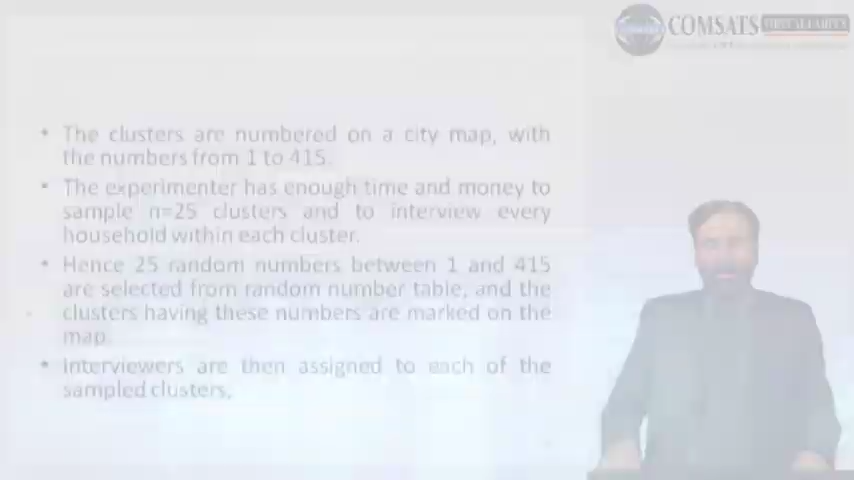 COMSATS
• The clusters are numbered on a city map, with
the numbers from 1 to 415.
• The experimenter has enough time and money to
sample n=25 clusters and to interview every
household within each cluster.
• Hence 25 random numbers between 1 and 415
are selected from random number table, and the
clusters having these numbers are marked on the
map.
• Interviewers are then assigned to each of the
sampled clusters.